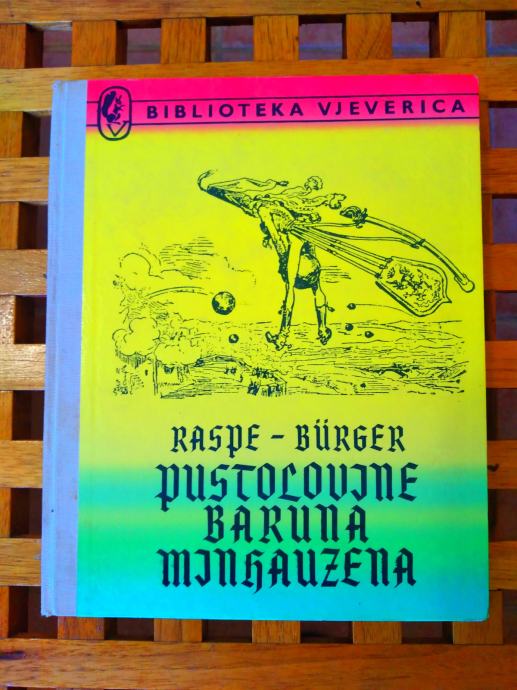 BIBLIOTEKA VJEVERICA
RASPE - BÜRGER
PUSTOLOVINE
BARUNA
MINHAUZENA